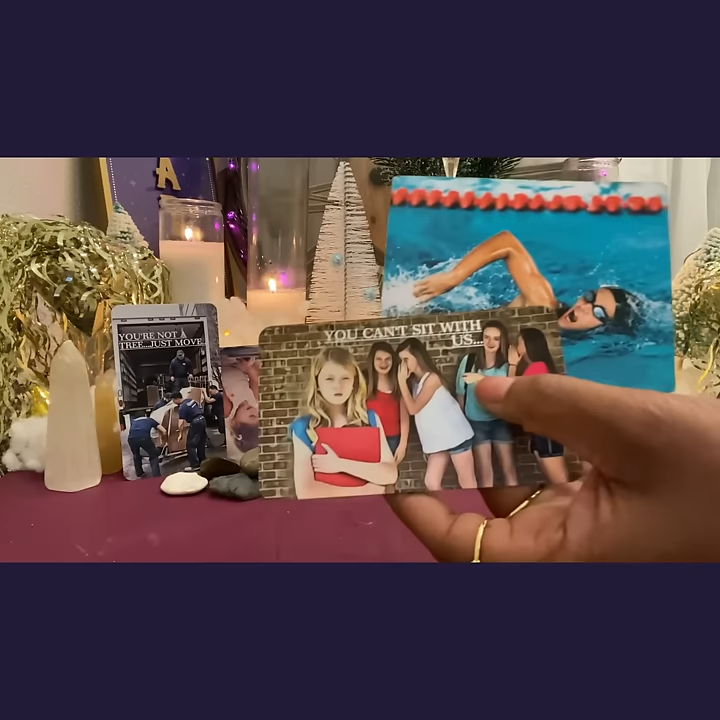 A
YOU'RE NOT A
TREE....JUST MOVE.
YOU CAN'T SIT WITH
US...